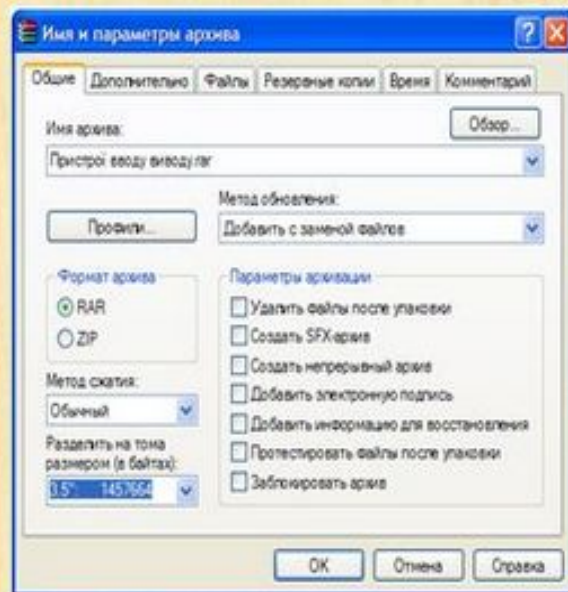 Имя и параметры архива
Общие Дополнительно Файлы Резервные копии Время Комментарий
Имя архива:
Обзор...
Пристрої вводу виводу.rar
Профили...
Метод обновления:
Добавить с заменой файлов
Формат архива
RAR
ZIP
Метод сжатия:
Обычный
Разделить на тома
размером (в байтах):
3.5": 1457664
Параметры архивации
Удалить файлы после упаковки
Создать SFX-архив
Создать непрерывный архив
Добавить электронную подпись
Добавить информацию для восстановления
Протестировать файлы после упаковки
Заблокировать архив
OK Отмена Справка